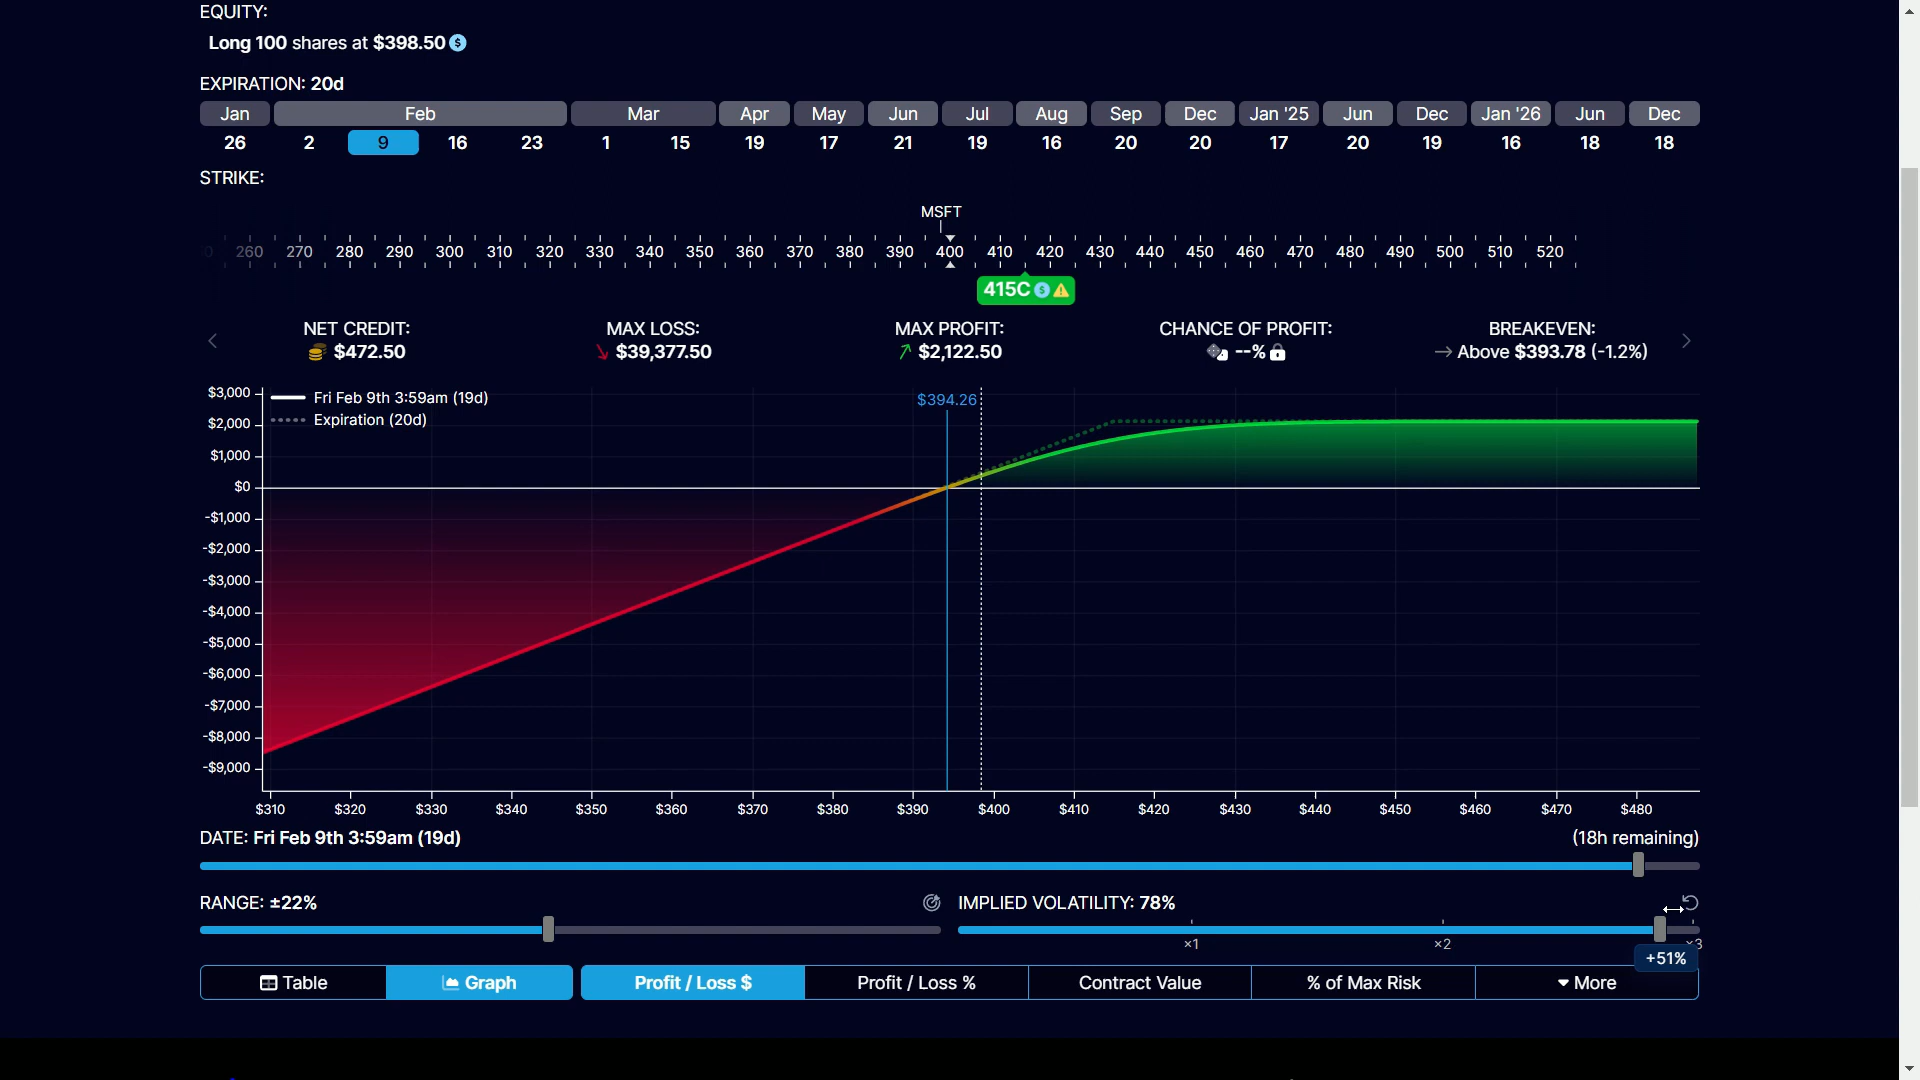 EQUITY:
Long 100 shares at $398.50
EXPIRATION: 20d
Jan Feb Mar Apr May Jun Jul Aug Sep Dec Jan '25 Jun Dec Jan '26 Jun Dec
26 2 9 16 23 1 15 19 17 21 19 16 20 20 17 20 19 16 18 18
STRIKE:
MSFT
0 260 270 280 290 300 310 320 330 340 350 360 370 380 390 400 410 420 430 440 450 460 470 480 490 500 510 520
415C
NET CREDIT: MAX LOSS: MAX PROFIT: CHANCE OF PROFIT: BREAKEVEN:
$472.50 $39,377.50 $2,122.50 --% Above $393.78 (-1.2%)
$3,000
Fri Feb 9th 3:59am (19d)
$394.26
Expiration (20d)
$2,000
$1,000
$0
-$1,000
-$2,000
-$3,000
-$4,000
-$5,000
-$6,000
-$7,000
-$8,000
-$9,000
$310 $320 $330 $340 $350 $360 $370 $380 $390 $400 $410 $420 $430 $440 $450 $460 $470 $480
DATE: Fri Feb 9th 3:59am (19d) (18h remaining)
RANGE: ±22% IMPLIED VOLATILITY: 78%
×1 ×2 ×3
+51%
Table Graph Profit / Loss $ Profit / Loss % Contract Value % of Max Risk More